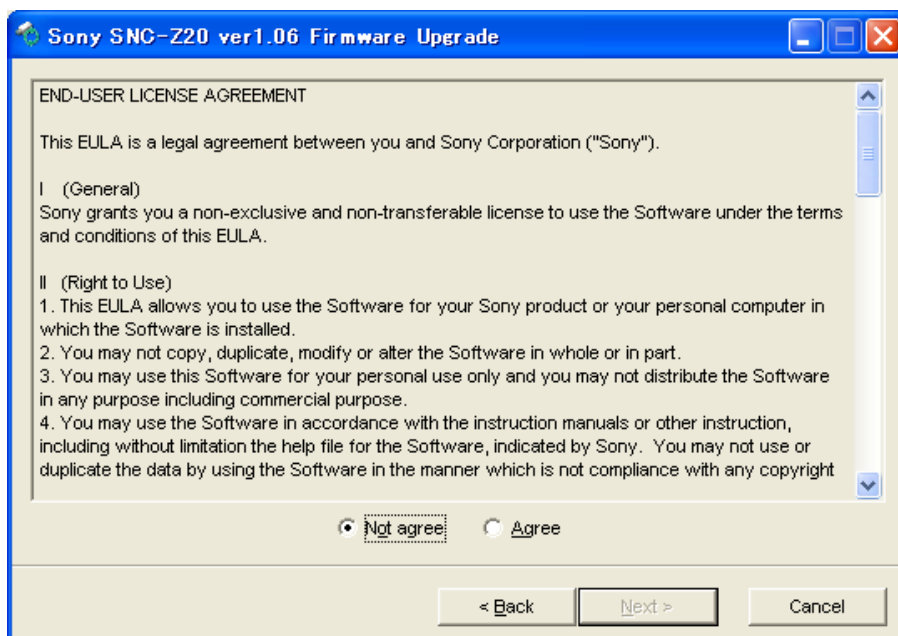 Sony SNC-Z20 ver1.06 Firmware Upgrade
END-USER LICENSE AGREEMENT
This EULA is a legal agreement between you and Sony Corporation ("Sony").
I (General)
Sony grants you a non-exclusive and non-transferable license to use the Software under the terms
and conditions of this EULA.
II (Right to Use)
1. This EULA allows you to use the Software for your Sony product or your personal computer in
which the Software is installed.
2. You may not copy, duplicate, modify or alter the Software in whole or in part.
3. You may use this Software for your personal use only and you may not distribute the Software
in any purpose including commercial purpose.
4. You may use the Software in accordance with the instruction manuals or other instruction,
including without limitation the help file for the Software, indicated by Sony. You may not use or
duplicate the data by using the Software in the manner which is not compliance with any copyright
Not agree Agree
< Back Next > Cancel